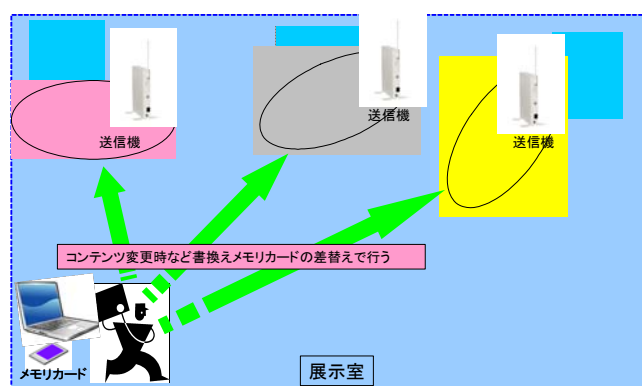 送信機
送信機
送信機
コンテンツ変更時など書換えメモリカードの差替えで行う
メモリカード
展示室